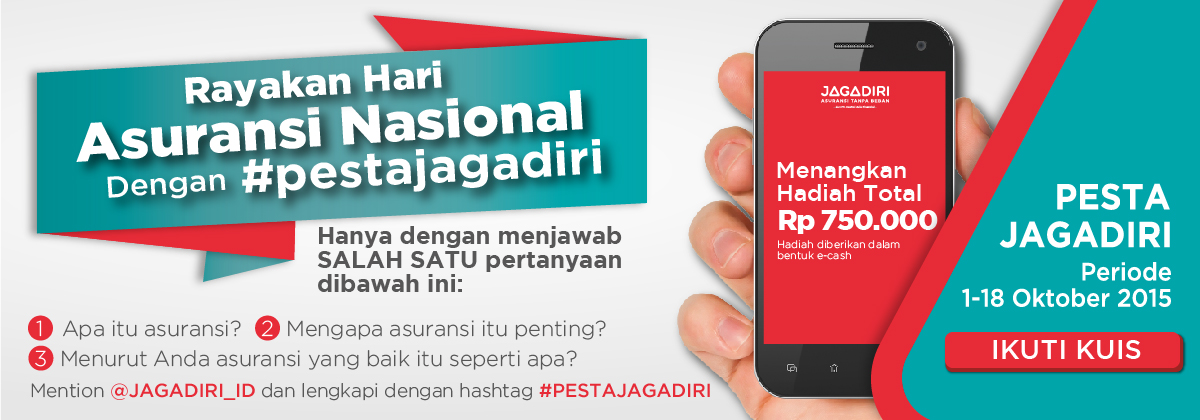 Rayakan Hari
Asuransi Nasional
Dengan #pestajagadiri
Hanya dengan menjawab
SALAH SATU pertanyaan
dibawah ini:
1 Apa itu asuransi? 2 Mengapa asuransi itu penting?
3 Menurut Anda asuransi yang baik itu seperti apa?
Mention @JAGADIRI_ID dan lengkapi dengan hashtag #PESTAJAGADIRI
JAGADIRI
ASURANSI TANPA BEBAN
Menangkan
Hadiah Total
Rp 750.000
Hadiah diberikan dalam
bentuk e-cash
PESTA
JAGADIRI
Periode
1-18 Oktober 2015
IKUTI KUIS